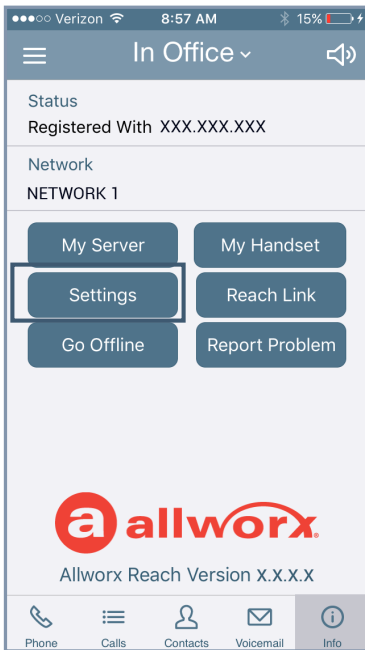 Verizon 8:57 AM 15%
In Office
Status
Registered With XXX.XXX.XXX
Network
NETWORK 1
My Server My Handset
Settings Reach Link
Go Offline Report Problem
a allworx.
Allworx Reach Version X.X.X.X
Phone Calls Contacts Voicemail Info